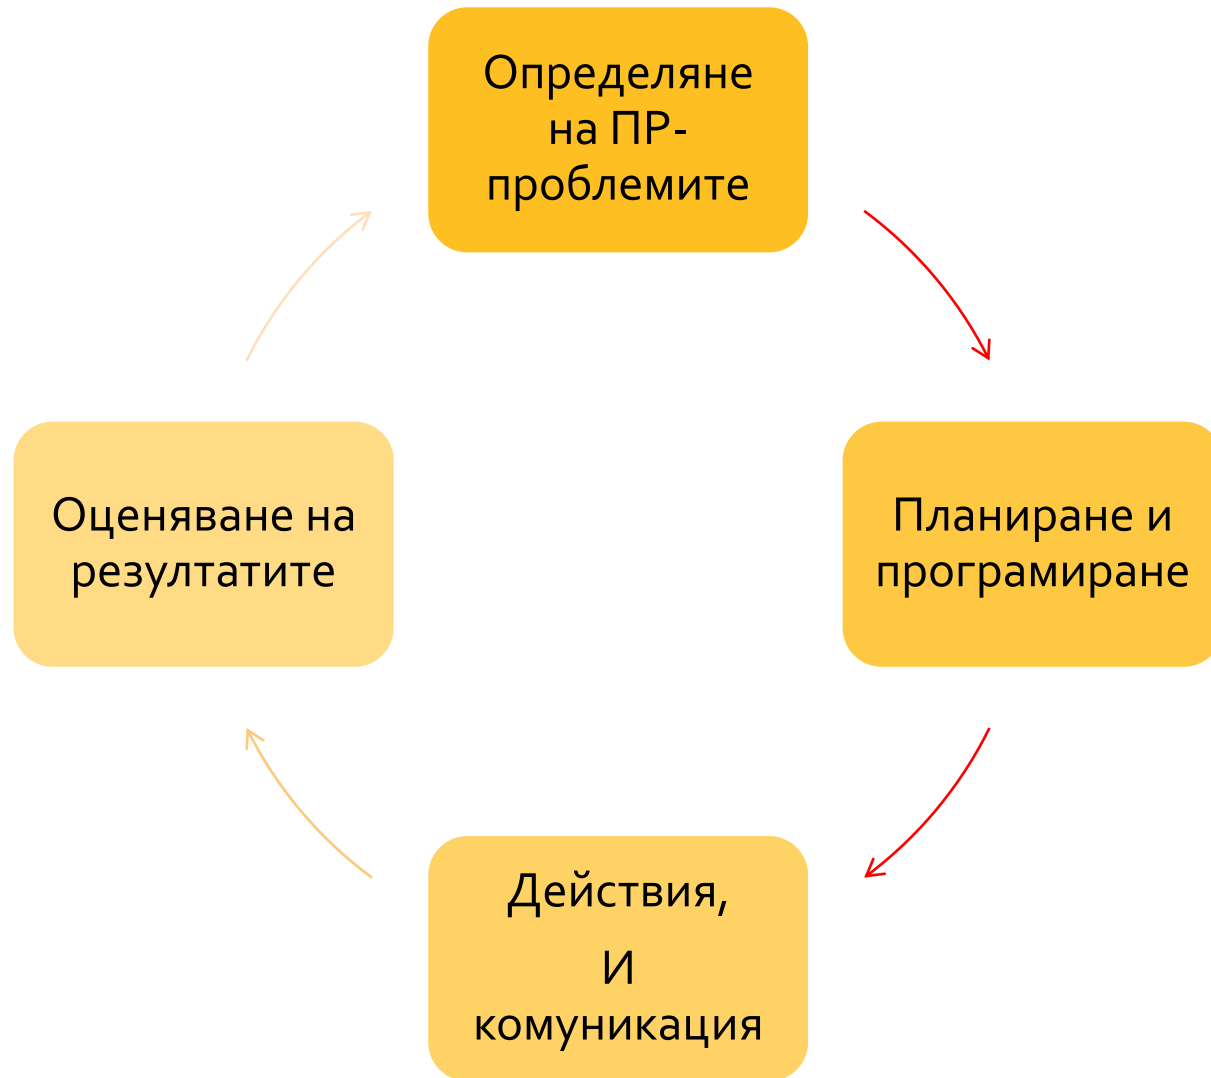 Определяне
на ПР-
проблемите
Планиране и
програмиране
Действия,
И
комуникация
Оценяване на
резултатите